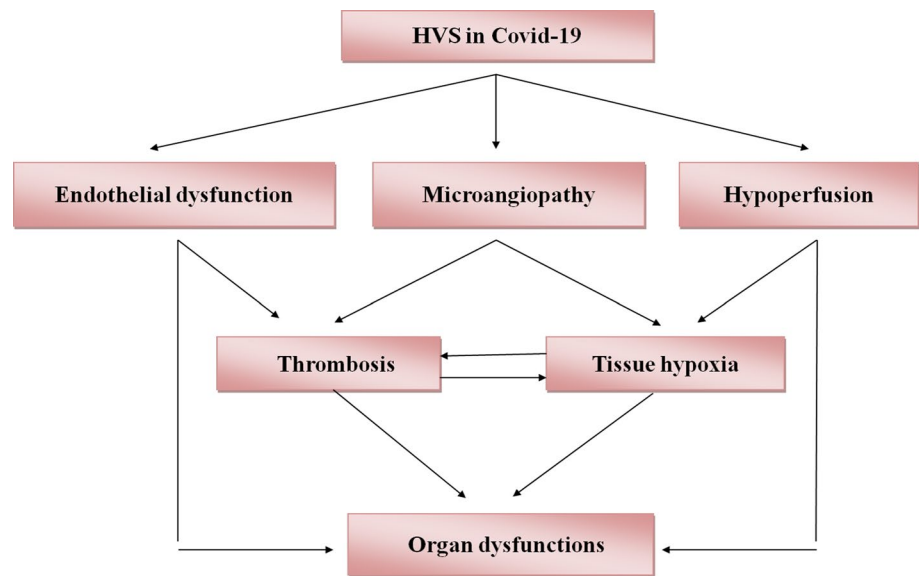 HVS in Covid-19
Endothelial dysfunction
Microangiopathy
Hypoperfusion
Thrombosis
Tissue hypoxia
Organ dysfunctions